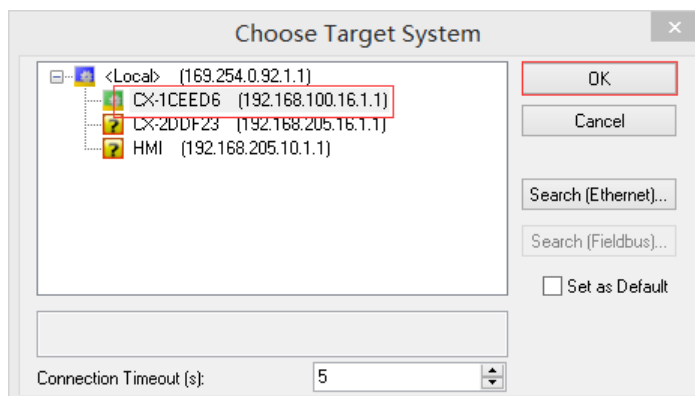 Choose Target System
<Local> (169.254.0.92.1.1)
CX-1CEED6 (192.168.100.16.1.1)
CX-2DDF23 (192.168.205.16.1.1)
HMI (192.168.205.10.1.1)
OK
Cancel
Search (Ethernet)...
Search (Fieldbus)...
Set as Default
Connection Timeout (s):
5